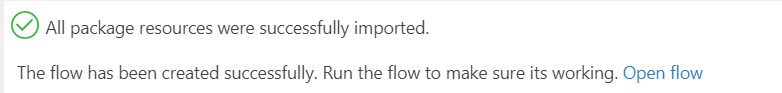 All package resources were successfully imported.
The flow has been created successfully. Run the flow to make sure its working. Open flow